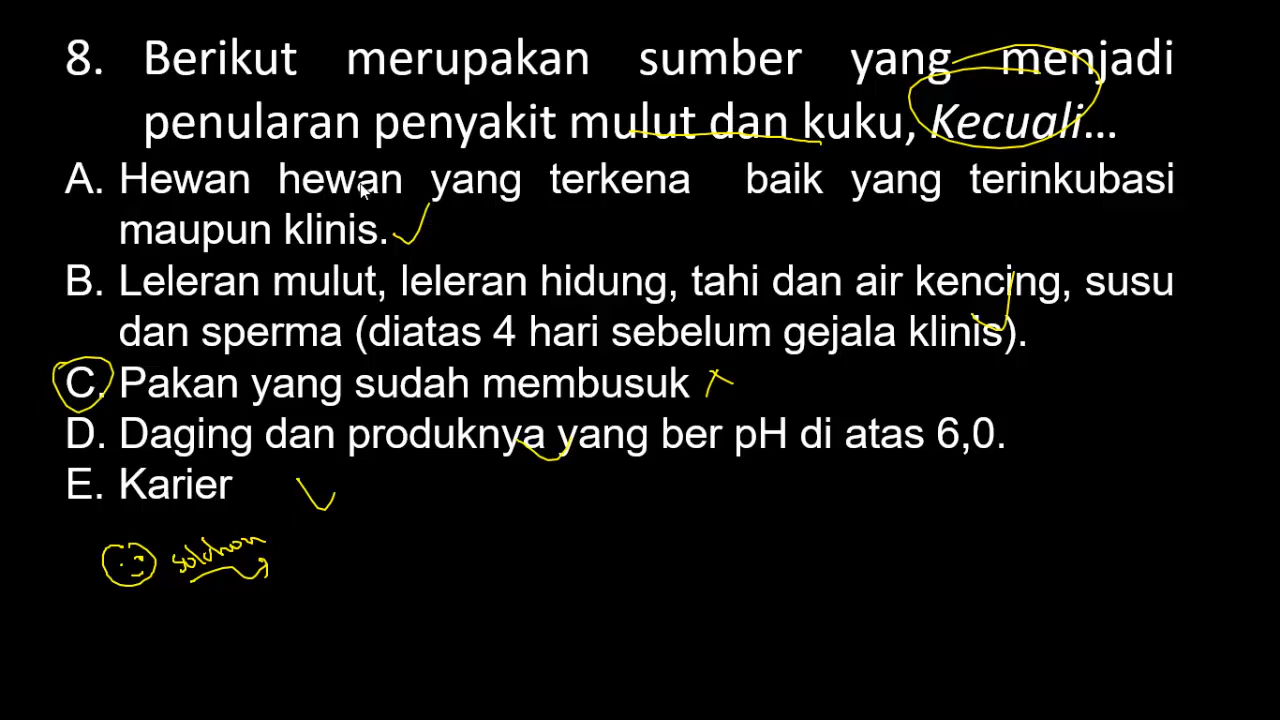 8. Berikut merupakan sumber yang menjadi
penularan penyakit mulut dan kuku, Kecuali...
A. Hewan hewan yang terkena baik yang terinkubasi
maupun klinis.
B. Leleran mulut, leleran hidung, tahi dan air kencing, susu
dan sperma (diatas 4 hari sebelum gejala klinis).
C. Pakan yang sudah membusuk
D. Daging dan produknya yang ber pH di atas 6,0.
E. Karier